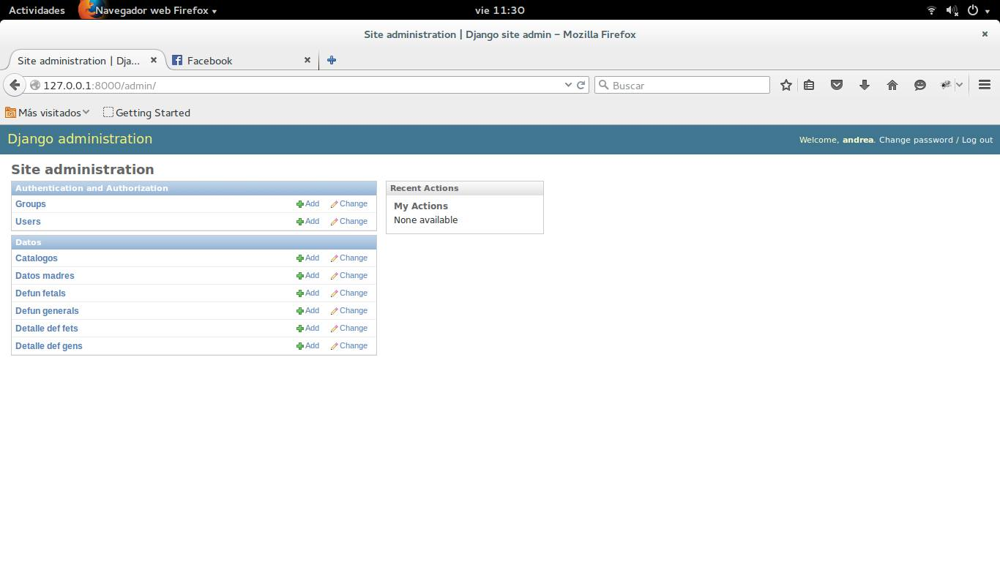 Actividades Navegador web Firefox vie 11:30
Site administration | Django site admin – Mozilla Firefox
Site administration | Dja... Facebook
127.0.0.1:8000/admin/ Buscar
Más visitados Getting Started
Django administration Welcome, andrea. Change password / Log out
Site administration
Authentication and Authorization
Groups Add Change
Users Add Change
Datos
Catalogos Add Change
Datos madres Add Change
Defun fetals Add Change
Defun generals Add Change
Detalle def fets Add Change
Detalle def gens Add Change
Recent Actions
My Actions
None available